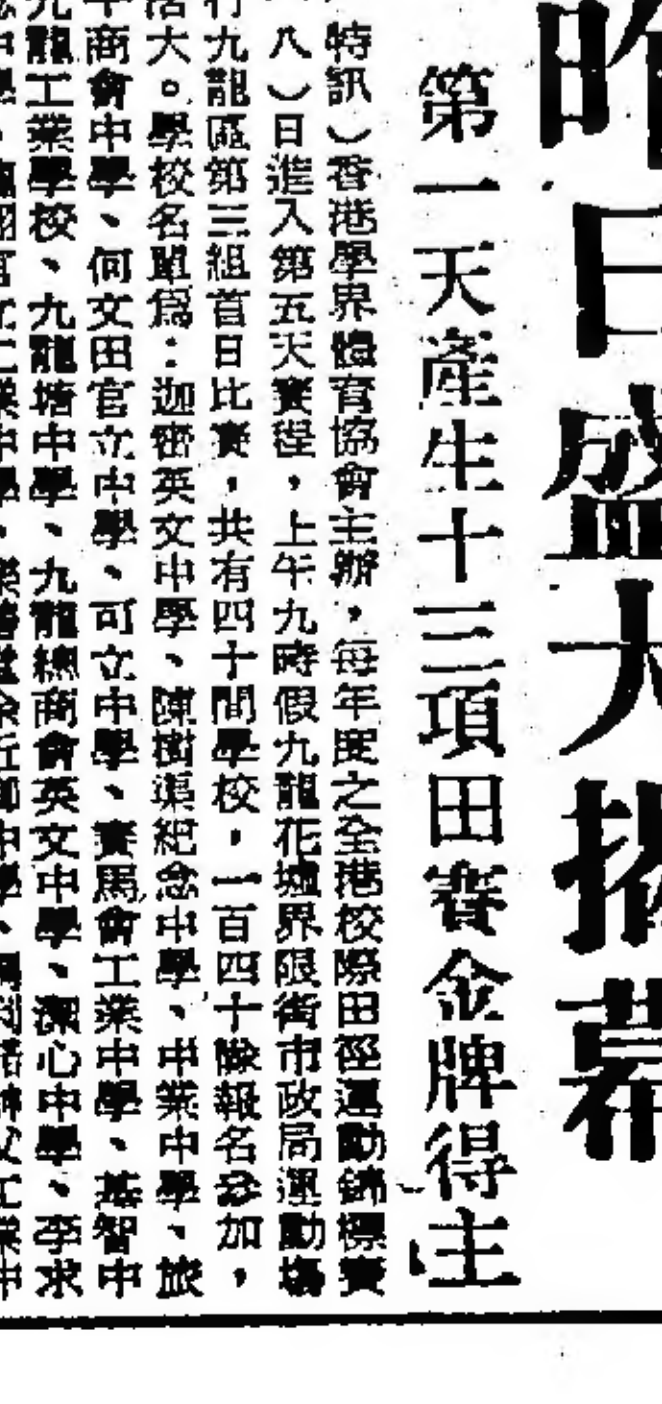 昨日盛大揭幕
第一天產生十三項田賽金牌得主
特訊）香港學界體育協會主辦，每年度之全港校際田徑運動錦標賽
八）日進入第五天賽程，上午九時假九龍花墟界限街市政局運動場
行九龍區第三組首日比賽，共有四十間學校，一百四十隊報名參加，
浩大。學校名單爲：迦密英文中學、陳樹渠紀念中學、中業中學、旅
商會中學、何文田官立中學、可立中學、賽馬會工業中學、基智中
九龍工業學校、九龍塘中學、九龍總商會英文中學、潔心中學、李求